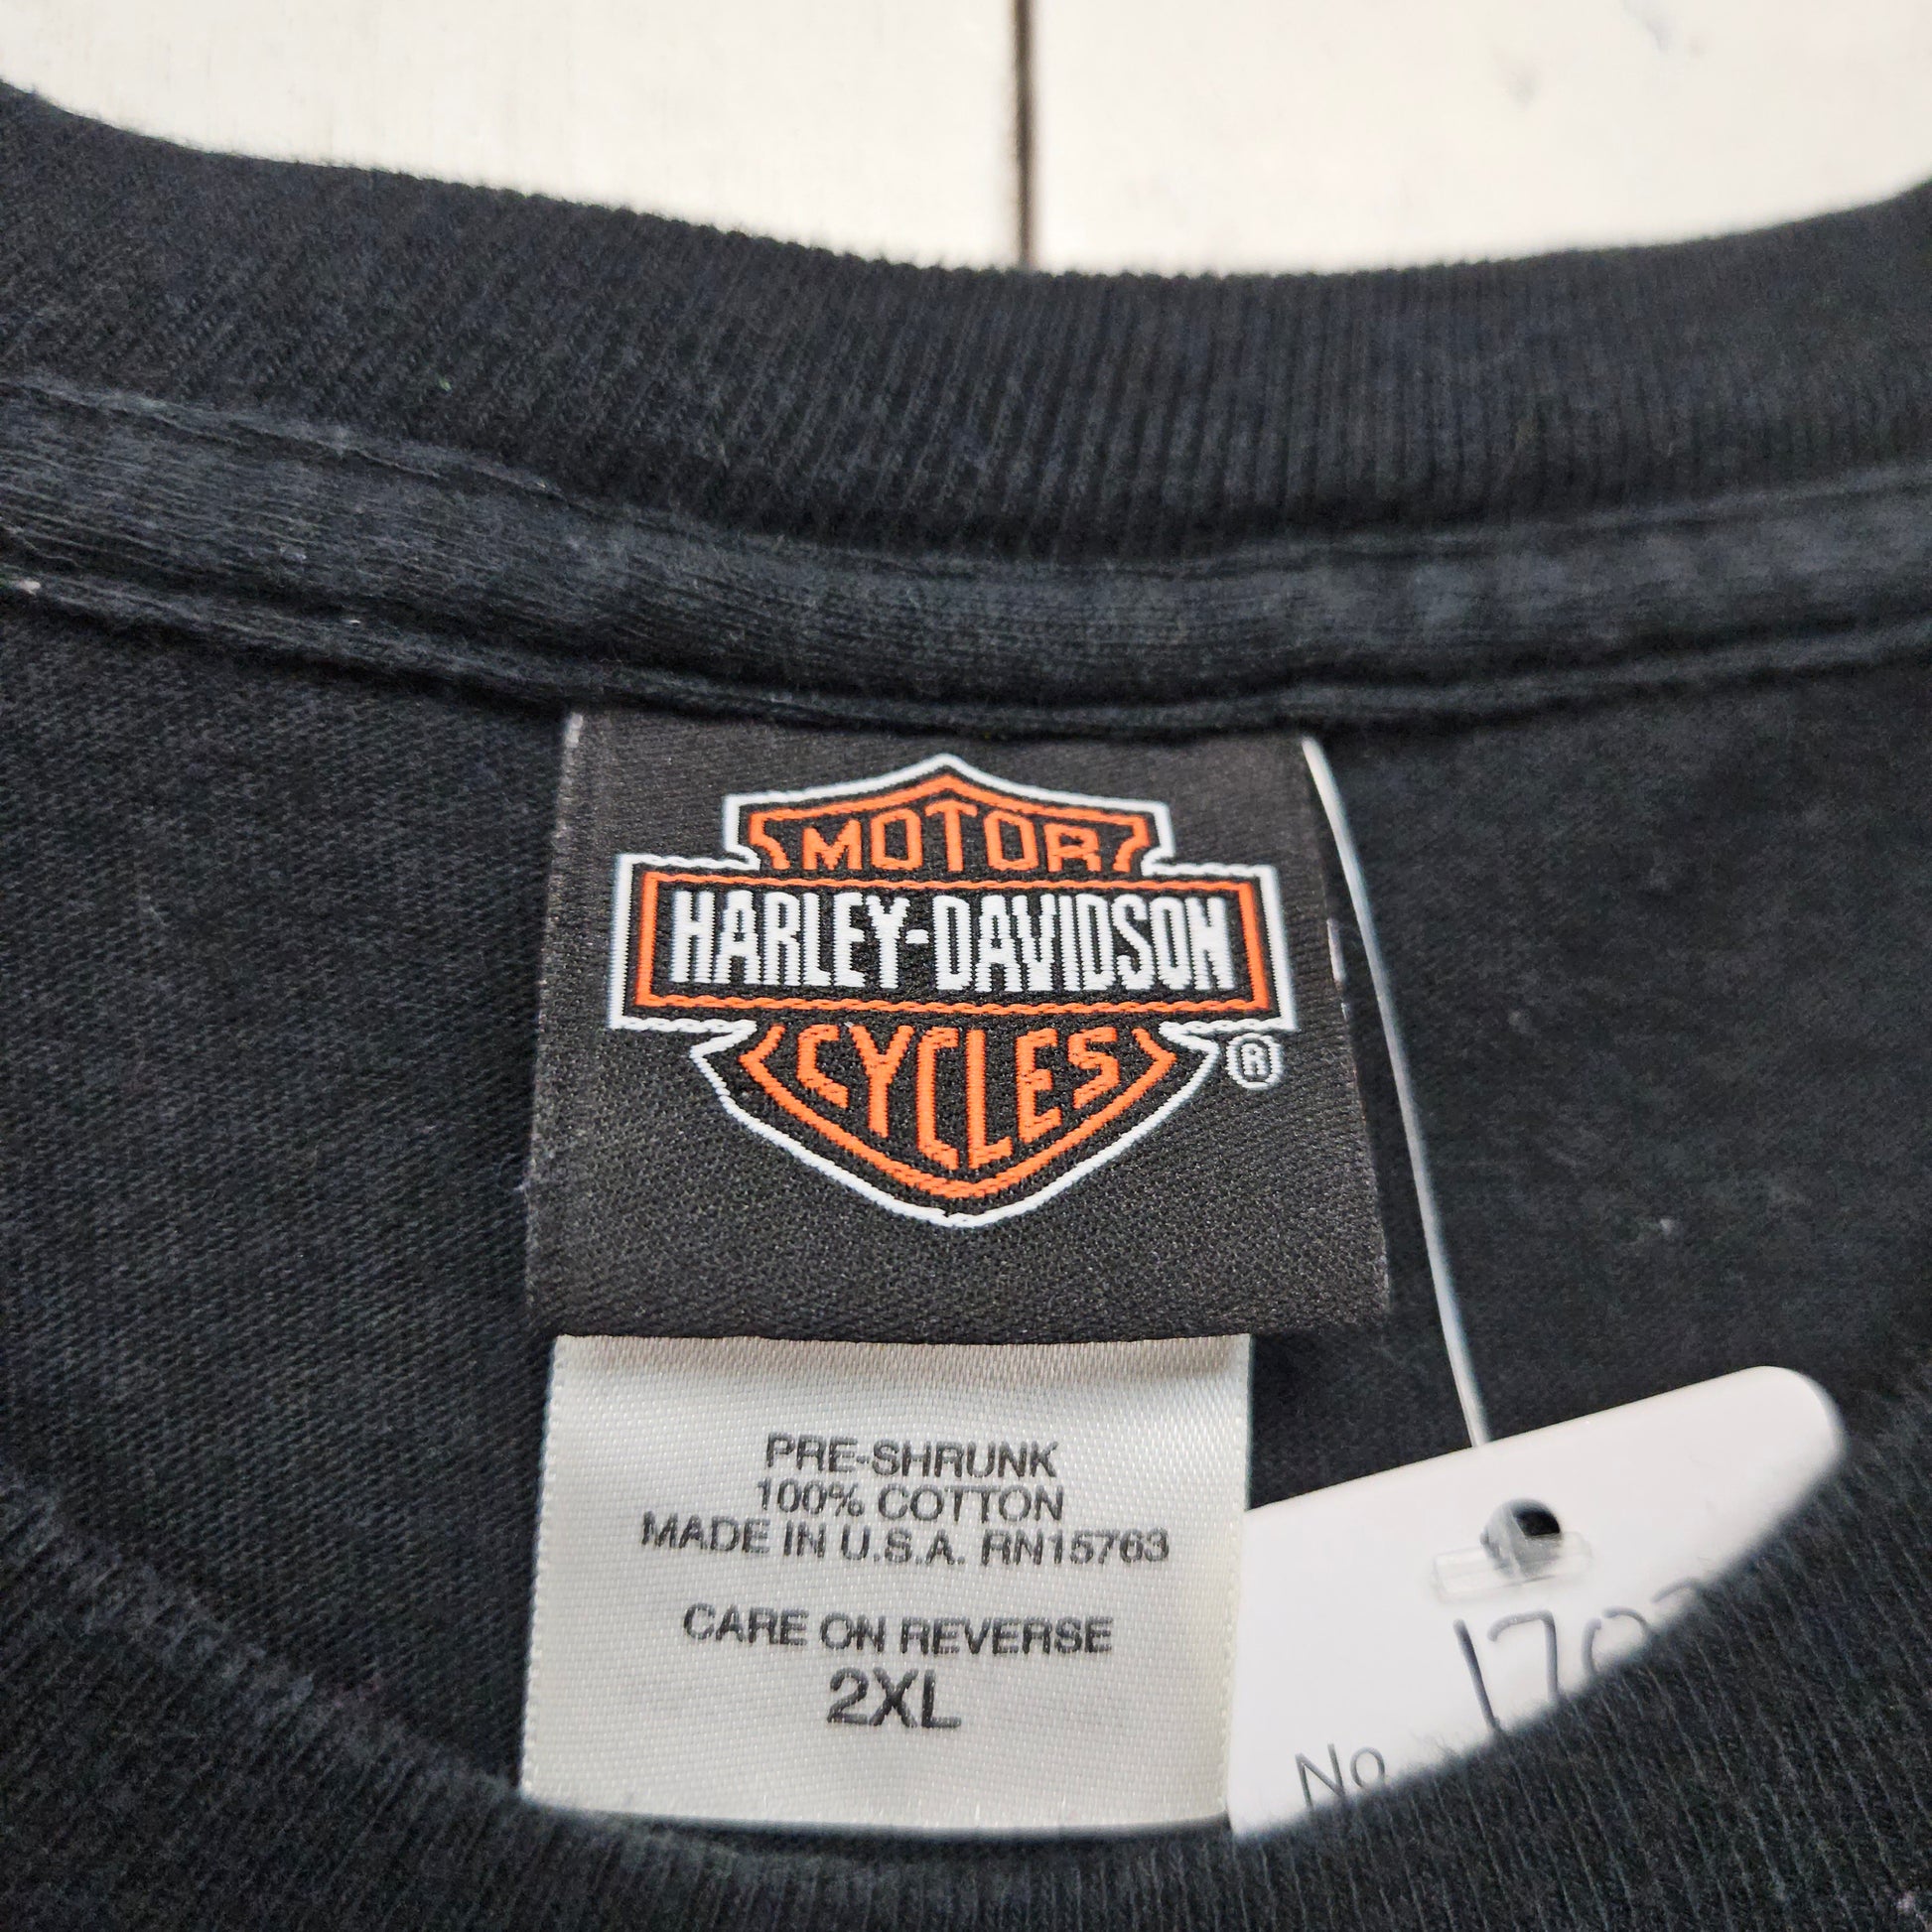 MOTOR
HARLEY-DAVIDSON
CYCLES
®
PRE-SHRUNK
100% COTTON
MADE IN U.S.A. RN15763
CARE ON REVERSE
2XL
No.